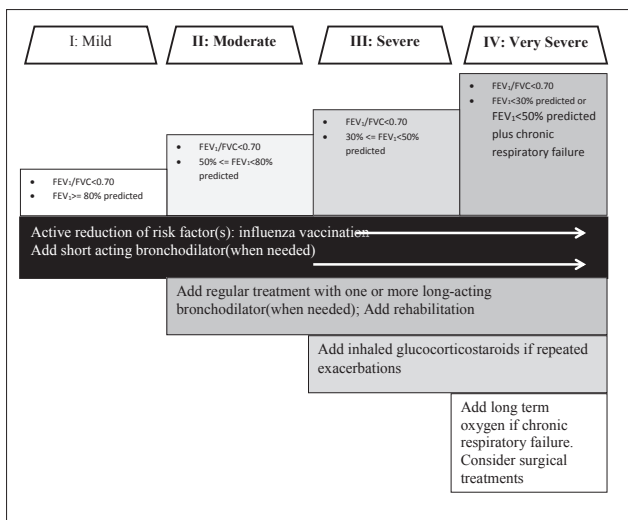 I: Mild
II: Moderate
III: Severe
IV: Very Severe
• FEV₁/FVC<0.70
• FEV₁>= 80% predicted
• FEV₁/FVC<0.70
• 50% <= FEV₁<80%
predicted
• FEV₁/FVC<0.70
• 30% <= FEV₁<50%
predicted
• FEV₁/FVC<0.70
• FEV₁<30% predicted or
FEV₁<50% predicted
plus chronic
respiratory failure
Active reduction of risk factor(s): influenza vaccination
Add short acting bronchodilator(when needed)
Add regular treatment with one or more long-acting
bronchodilator(when needed); Add rehabilitation
Add inhaled glucocorticostaroids if repeated
exacerbations
Add long term
oxygen if chronic
respiratory failure.
Consider surgical
treatments